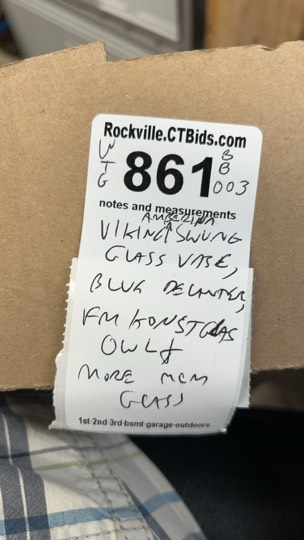 Rockville.CTBids.com
W
T
G
861
B
B
003
notes and measurements
AMBERINA
VIKING ^ SWUNG
GLASS VASE,
BLUE DECANTER,
FM KONSTGLAS
OWL &
MORE MCM
GLASS
1st·2nd·3rd·bsmt·garage·outdoors